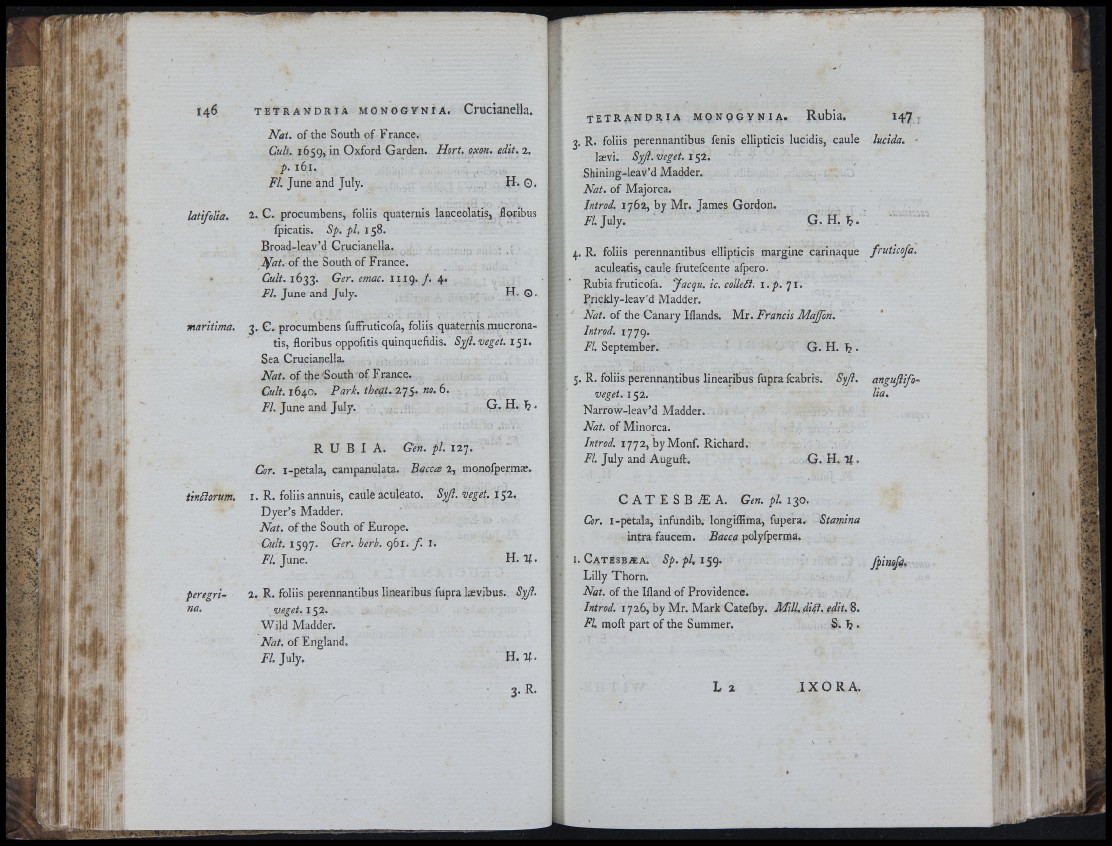 146 TETRANDRIA MONOGYNIA. Crucianella.
Nat. of the South of France.
Cult. 1659, in Oxford Garden. Hort. oxon. edit. 2.
p. 161.
Fl. June and July. H. ☉.
latifolia. 2. C. procumbens, foliis quaternis lanceolatis, floribus
ſpicatis. Sp. pl. 158.
Broad-leav'd Crucianella.
Nat. of the South of France.
Cult. 1633. Ger. emac. 1119. f. 4.
Fl. June and July. H. ☉.
maritima. 3. C. procumbens ſuffruticoſa, foliis quaternis mucrona-
tis, floribus oppoſitis quinquefidis. Syſt. veget. 151.
Sea Crucianella.
Nat. of the South of France.
Cult. 1640. Park. theat. 275. no. 6.
Fl. June and July. G. H. ♄.
RUBIA. Gen. pl. 127.
Cor. 1-petala, campanulata. Baccæ 2, monoſpermæ.
tinctorum. 1. R. foliis annuis, caule aculeato. Syſt. veget. 152.
Dyer's Madder.
Nat. of the South of Europe.
Cult. 1597. Ger. herb. 961. f. 1.
Fl. June. H. ♃.
peregri- 2. R. foliis perennantibus linearibus ſupra lævibus. Syſt.
na. veget. 152.
Wild Madder.
Nat. of England.
Fl. July. H. ♃.
3. R.
TETRANDRIA MONOGYNIA. Rubia. 147
3. R. foliis perennantibus ſenis ellipticis lucidis, caule lucida.
lævi. Syſt. veget. 152.
Shining-leav'd Madder.
Nat. of Majorca.
Introd. 1762, by Mr. James Gordon.
Fl. July. G. H. ♄.
4. R. foliis perennantibus ellipticis margine carinaque fruticoſa.
aculeatis, caule fruteſcente aſpero.
Rubia fruticoſa. Jacqu. ic. collect. 1. p. 71.
Prickly-leav'd Madder.
Nat. of the Canary Iſlands. Mr. Francis Maſſon.
Introd. 1779.
Fl. September. G. H. ♄.
5. R. foliis perennantibus linearibus ſupra ſcabris. Syſt. anguſtifo-
veget. 152. lia.
Narrow-leav'd Madder.
Nat. of Minorca.
Introd. 1772, by Monſ. Richard.
Fl. July and Auguſt. G. H. ♃.
CATESBÆA. Gen. pl. 130.
Cor. 1-petala, infundib. longiſſima, ſupera. Stamina
intra faucem. Bacca polyſperma.
1. CATESBÆA. Sp. pl. 159. ſpinoſa.
Lilly Thorn.
Nat. of the Iſland of Providence.
Introd. 1726, by Mr. Mark Cateſby. Mill. dict. edit. 8.
Fl. moſt part of the Summer. S. ♄.
L 2 IXORA.